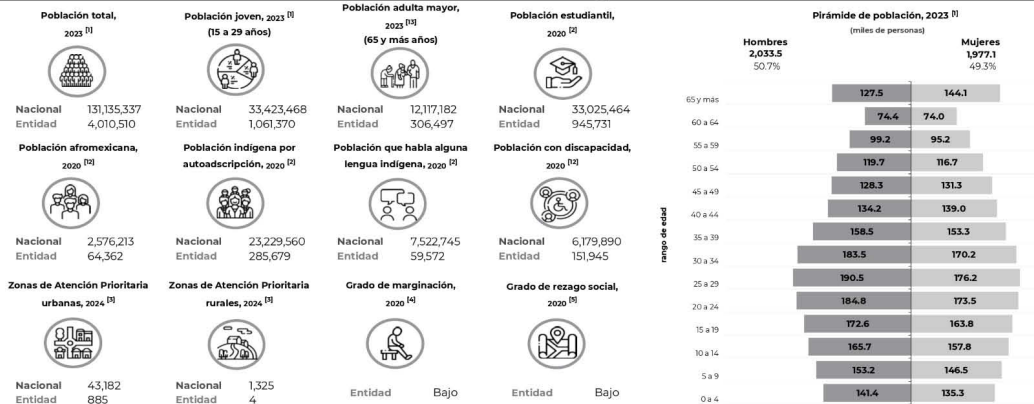 Población total,
2023 [1]
Nacional 131,135,337
Entidad 4,010,510
Población joven, 2023 [1]
(15 a 29 años)
Nacional 33,423,468
Entidad 1,061,370
Población adulta mayor,
2023 [13]
(65 y más años)
Nacional 12,117,182
Entidad 306,497
Población estudiantil,
2020 [2]
Nacional 33,025,464
Entidad 945,731
Población afromexicana,
2020 [12]
Nacional 2,576,213
Entidad 64,362
Población indígena por
autoadscripción, 2020 [2]
Nacional 23,229,560
Entidad 285,679
Población que habla alguna
lengua indígena, 2020 [2]
Nacional 7,522,745
Entidad 59,572
Población con discapacidad,
2020 [12]
Nacional 6,179,890
Entidad 151,945
Zonas de Atención Prioritaria
urbanas, 2024 [3]
Nacional 43,182
Entidad 885
Zonas de Atención Prioritaria
rurales, 2024 [3]
Nacional 1,325
Entidad 4
Grado de marginación,
2020 [4]
Entidad Bajo
Grado de rezago social,
2020 [5]
Entidad Bajo
Pirámide de población, 2023 [1]
(miles de personas)
Hombres
2,033.5
50.7%
Mujeres
1,977.1
49.3%
rango de edad
65 y más 127.5 144.1
60 a 64 74.4 74.0
55 a 59 99.2 95.2
50 a 54 119.7 116.7
45 a 49 128.3 131.3
40 a 44 134.2 139.0
35 a 39 158.5 153.3
30 a 34 183.5 170.2
25 a 29 190.5 176.2
20 a 24 184.8 173.5
15 a 19 172.6 163.8
10 a 14 165.7 157.8
5 a 9 153.2 146.5
0 a 4 141.4 135.3